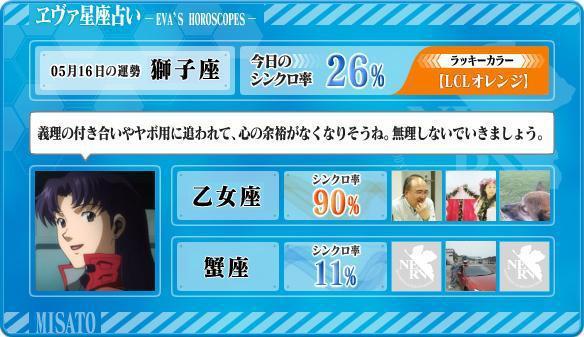 ヱヴァ星座占い －EVA`S HOROSCOPES－
05月16日の運勢 獅子座
今日の
シンクロ率 26%
ラッキーカラー
【LCLオレンジ】
義理の付き合いやヤボ用に追われて、心の余裕がなくなりそうね。無理しないでいきましょう。
乙女座
シンクロ率
90%
蟹座
シンクロ率
11%
NERV
NERV
MISATO